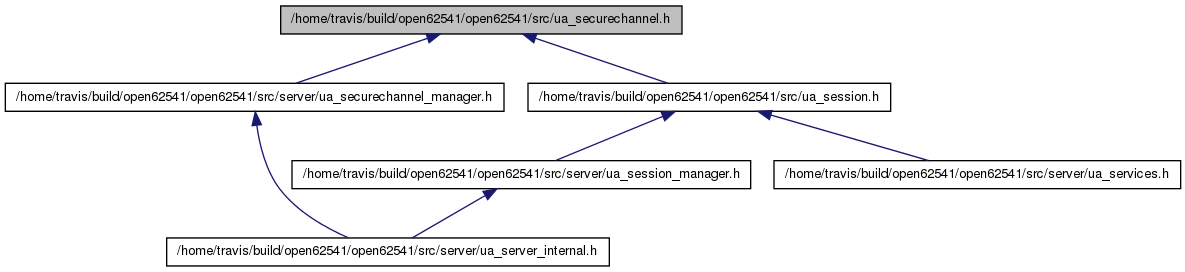 /home/travis/build/open62541/open62541/src/ua_securechannel.h
/home/travis/build/open62541/open62541/src/server/ua_securechannel_manager.h
/home/travis/build/open62541/open62541/src/ua_session.h
/home/travis/build/open62541/open62541/src/server/ua_session_manager.h
/home/travis/build/open62541/open62541/src/server/ua_services.h
/home/travis/build/open62541/open62541/src/server/ua_server_internal.h